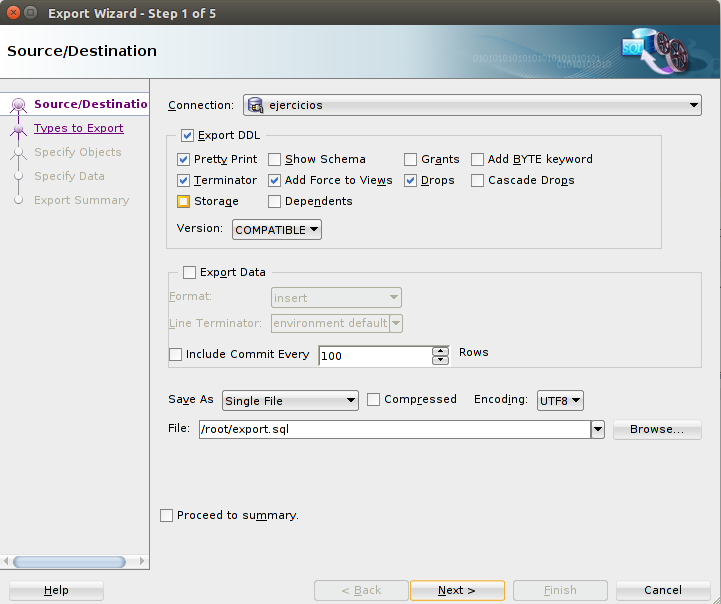 Export Wizard - Step 1 of 5
Source/Destination
SQL
Source/Destinatio
Types to Export
Specify Objects
Specify Data
Export Summary
Connection: ejercicios
Export DDL
Pretty Print Show Schema Grants Add BYTE keyword
Terminator Add Force to Views Drops Cascade Drops
Storage Dependents
Version: COMPATIBLE
Export Data
Format: insert
Line Terminator: environment default
Include Commit Every 100 Rows
Save As Single File Compressed Encoding: UTF8
File: /root/export.sql Browse...
Proceed to summary.
Help < Back Next > Finish Cancel